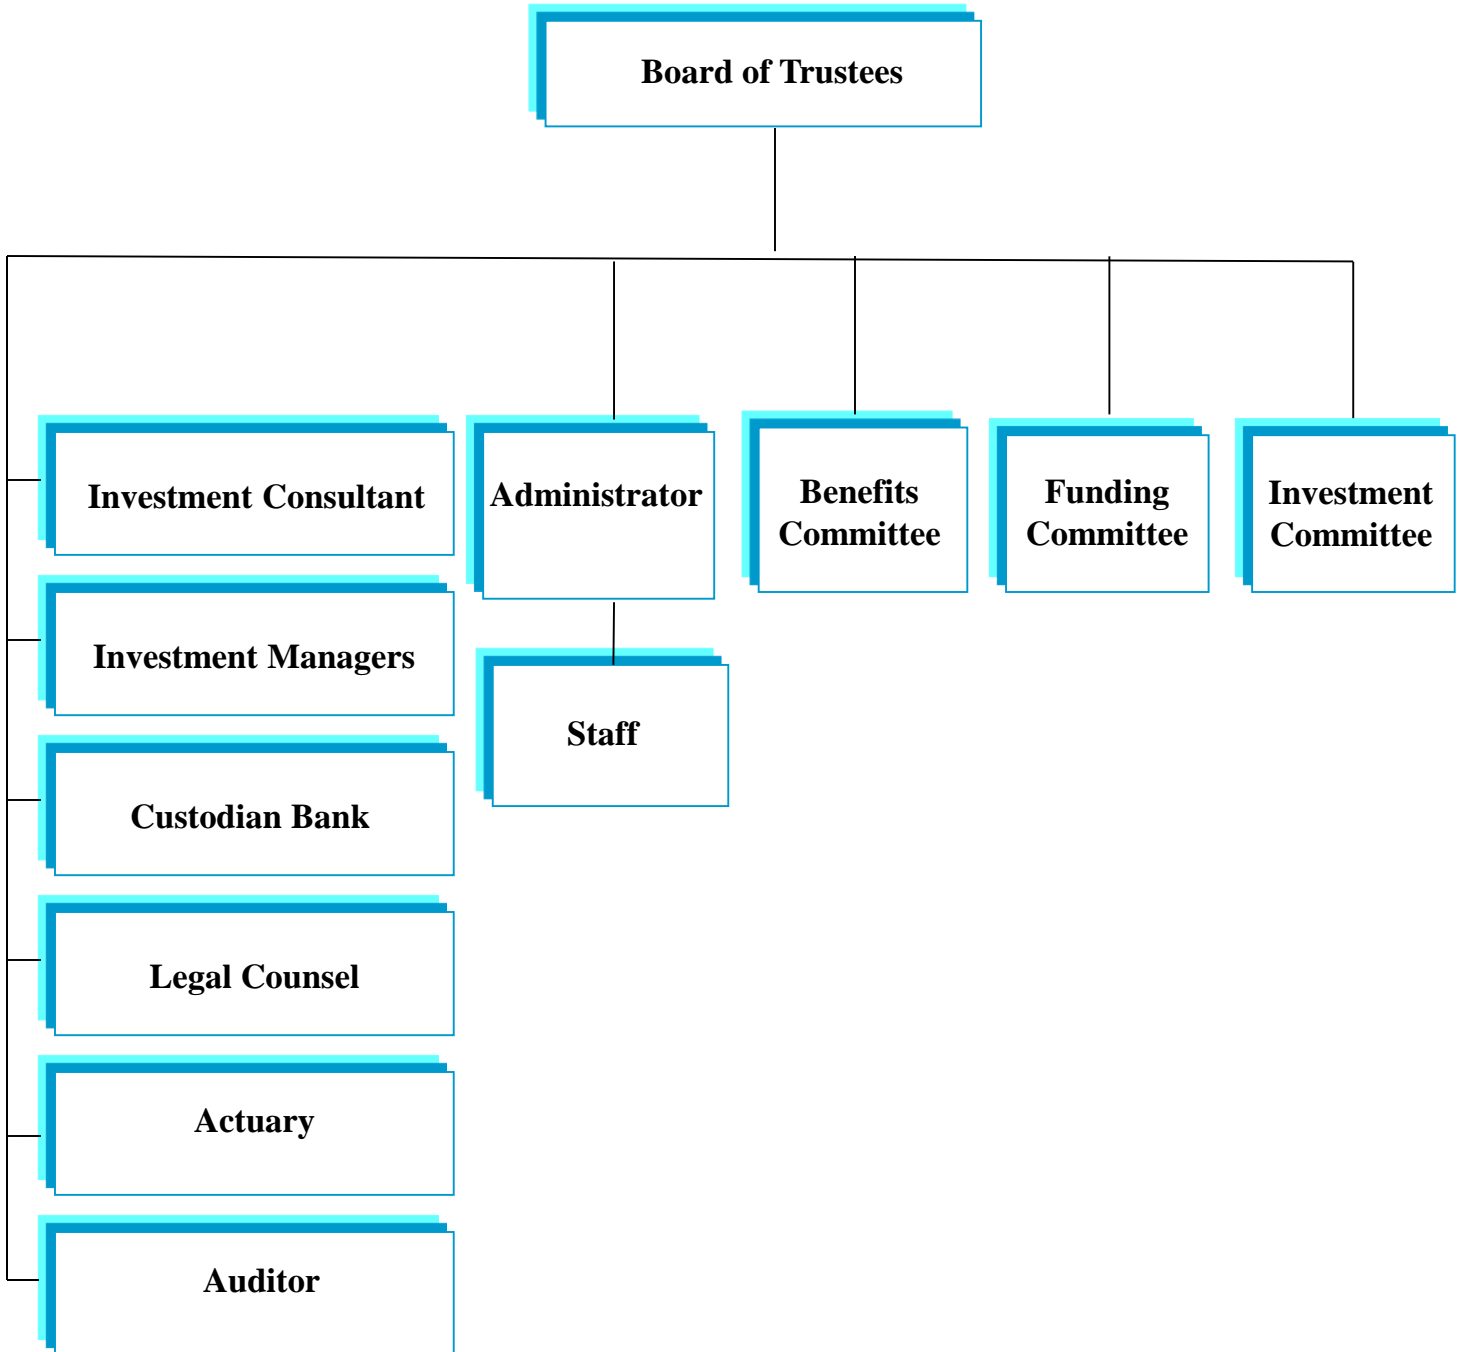 Board of Trustees
Investment Consultant
Administrator
Benefits
Committee
Funding
Committee
Investment
Committee
Investment Managers
Staff
Custodian Bank
Legal Counsel
Actuary
Auditor